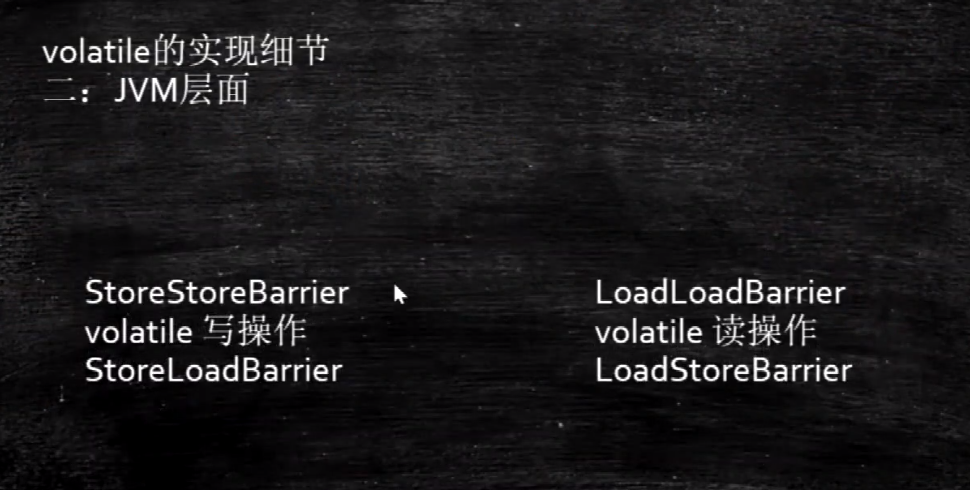 volatile的实现细节
二：JVM层面
StoreStoreBarrier
volatile 写操作
StoreLoadBarrier
LoadLoadBarrier
volatile 读操作
LoadStoreBarrier